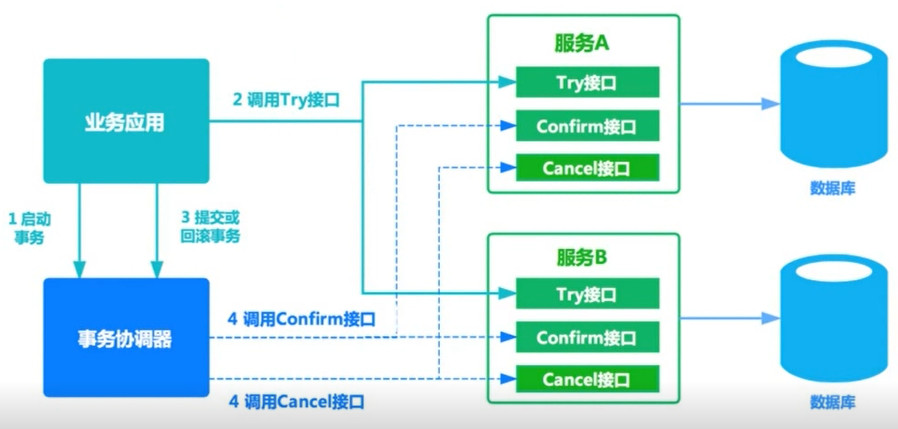 服务A
Try接口
2 调用Try接口
业务应用
Confirm接口
Cancel接口
数据库
1 启动
事务
3 提交或
回滚事务
服务B
Try接口
4 调用Confirm接口
事务协调器
Confirm接口
Cancel接口
4 调用Cancel接口
数据库